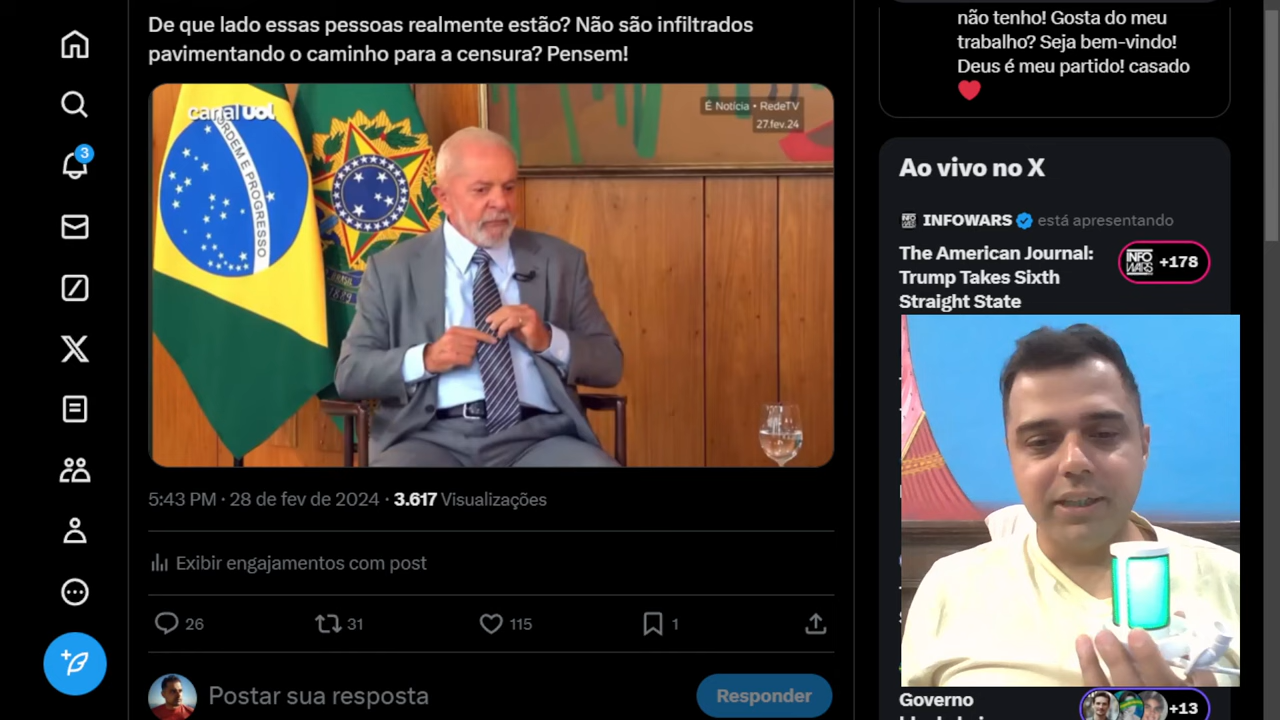 De que lado essas pessoas realmente estão? Não são infiltrados
pavimentando o caminho para a censura? Pensem!
canal UOL
É Notícia • RedeTV
27.fev.24
ORDEM E PROGRESSO
5:43 PM · 28 de fev de 2024 · 3.617 Visualizações
Exibir engajamentos com post
26
31
115
1
Postar sua resposta
Responder
3
não tenho! Gosta do meu
trabalho? Seja bem-vindo!
Deus é meu partido! casado
Ao vivo no X
INFOWARS está apresentando
The American Journal:
Trump Takes Sixth
Straight State
INFO
WARS
+178
Governo
+13